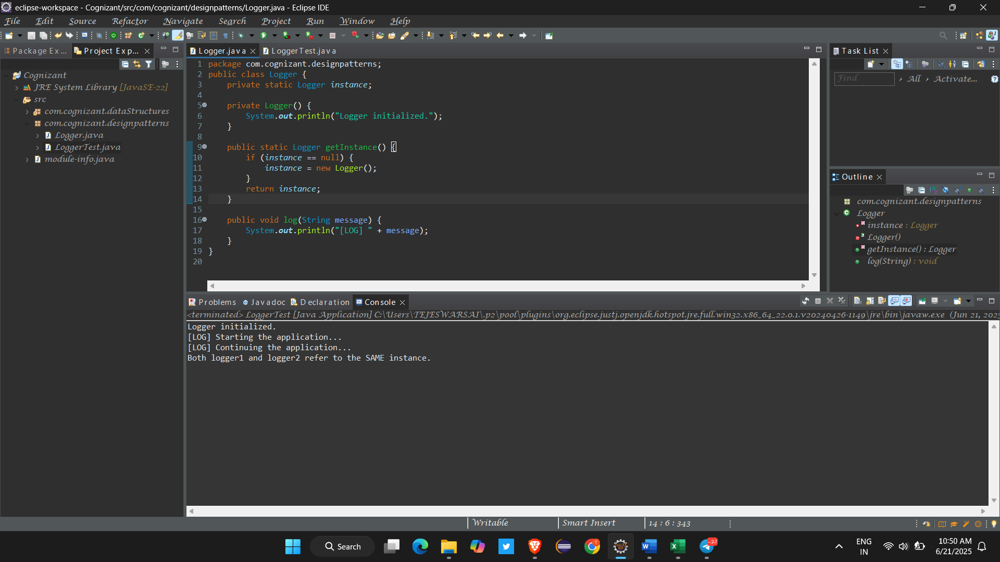 eclipse-workspace - Cognizant/src/com/cognizant/designpatterns/Logger.java - Eclipse IDE
File Edit Source Refactor Navigate Search Project Run Window Help
Package Ex... Project Exp...
Cognizant
JRE System Library [JavaSE-22]
src
com.cognizant.dataStructures
com.cognizant.designpatterns
Logger.java
LoggerTest.java
module-info.java
Logger.java LoggerTest.java
1 package com.cognizant.designpatterns;
2 public class Logger {
3 private static Logger instance;
4
5 private Logger() {
6 System.out.println("Logger initialized.");
7 }
8
9 public static Logger getInstance() {
10 if (instance == null) {
11 instance = new Logger();
12 }
13 return instance;
14 }
15
16 public void log(String message) {
17 System.out.println("[LOG] " + message);
18 }
19 }
20
Task List
Find All Activate...
Outline
com.cognizant.designpatterns
Logger
instance : Logger
Logger()
getInstance() : Logger
log(String) : void
Problems Javadoc Declaration Console
<terminated> LoggerTest [Java Application] C:\Users\TEJESWARSAI\.p2\pool\plugins\org.eclipse.justj.openjdk.hotspot.jre.full.win32.x86_64_22.0.1.v20240426-1149\jre\bin\javaw.exe (Jun 21, 2025
Logger initialized.
[LOG] Starting the application...
[LOG] Continuing the application...
Both logger1 and logger2 refer to the SAME instance.
Writable Smart Insert 14 : 6 : 343
Search
..32
ENG
IN
10:50 AM
6/21/2025